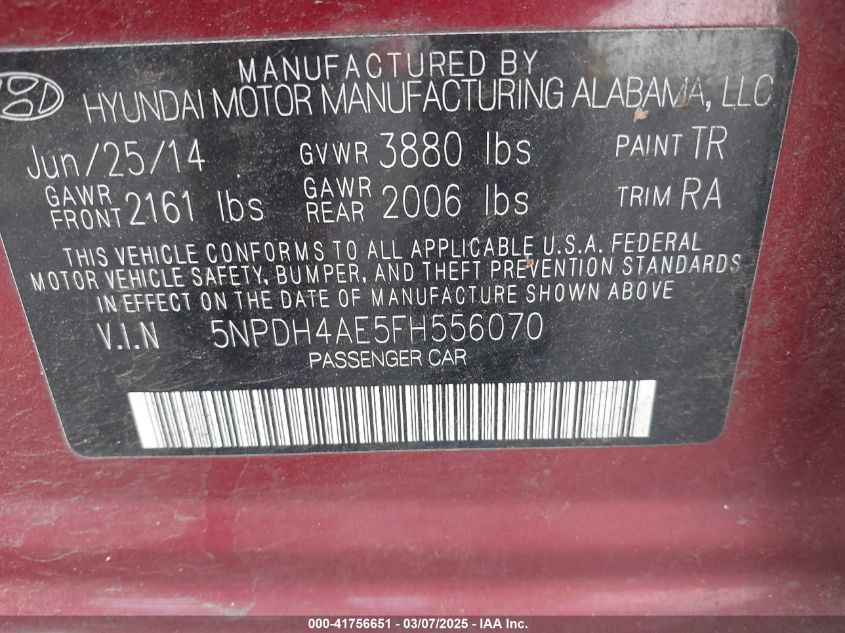 MANUFACTURED BY
HYUNDAI MOTOR MANUFACTURING ALABAMA, LLC
Jun/25/14 GVWR 3880 lbs PAINT TR
GAWR FRONT 2161 lbs GAWR REAR 2006 lbs TRIM RA
THIS VEHICLE CONFORMS TO ALL APPLICABLE U.S.A. FEDERAL
MOTOR VEHICLE SAFETY, BUMPER, AND THEFT PREVENTION STANDARDS
IN EFFECT ON THE DATE OF MANUFACTURE SHOWN ABOVE
V.I.N 5NPDH4AE5FH556070
PASSENGER CAR
000-41756651 - 03/07/2025 - IAA Inc.